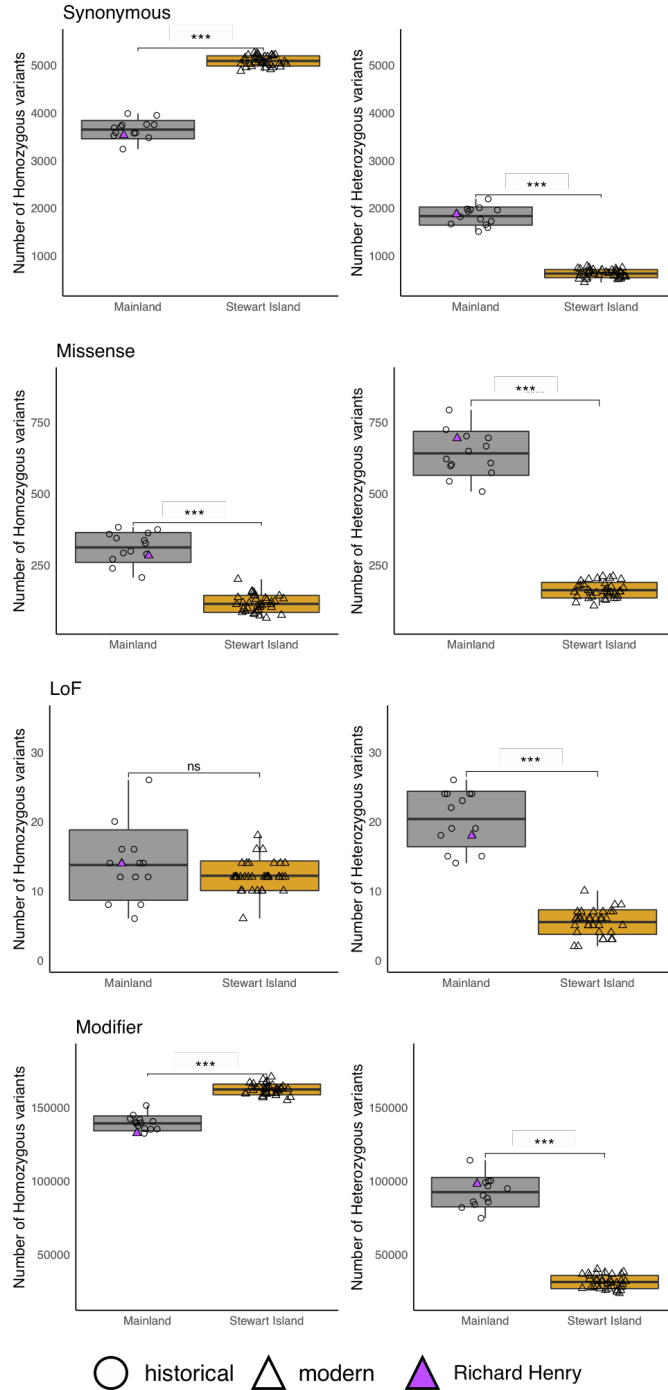 Synonymous
Number of Homozygous variants
5000
4000
3000
2000
1000
***
Mainland
Stewart Island
Number of Heterozygous variants
5000
4000
3000
2000
1000
***
Mainland
Stewart Island
Missense
Number of Homozygous variants
750
500
250
***
Mainland
Stewart Island
Number of Heterozygous variants
750
500
250
***
Mainland
Stewart Island
LoF
Number of Homozygous variants
30
20
10
0
ns
Mainland
Stewart Island
Number of Heterozygous variants
30
20
10
0
***
Mainland
Stewart Island
Modifier
Number of Homozygous variants
150000
100000
50000
***
Mainland
Stewart Island
Number of Heterozygous variants
150000
100000
50000
***
Mainland
Stewart Island
historical
modern
Richard Henry